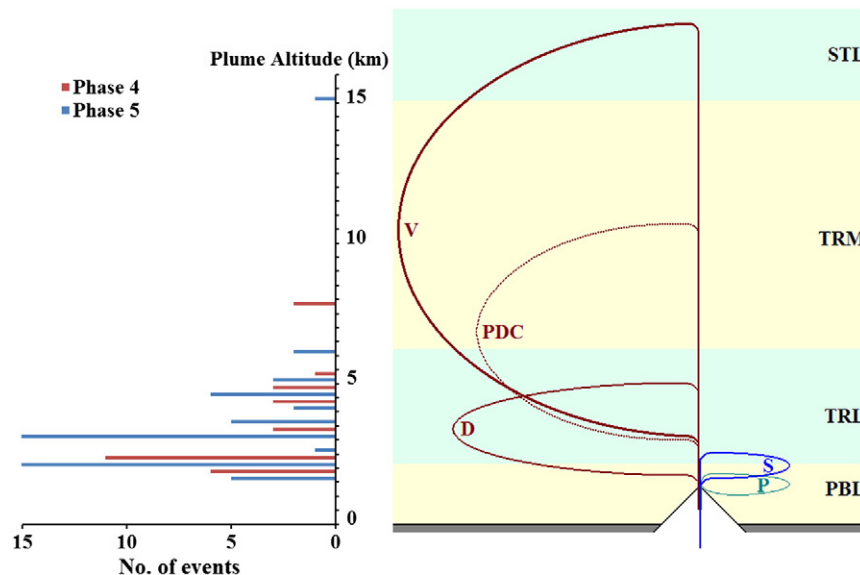 Plume Altitude (km)
Phase 4
Phase 5
15
10
5
0
15
10
5
0
No. of events
V
PDC
D
S
P
STL
TRM
TRL
PBL